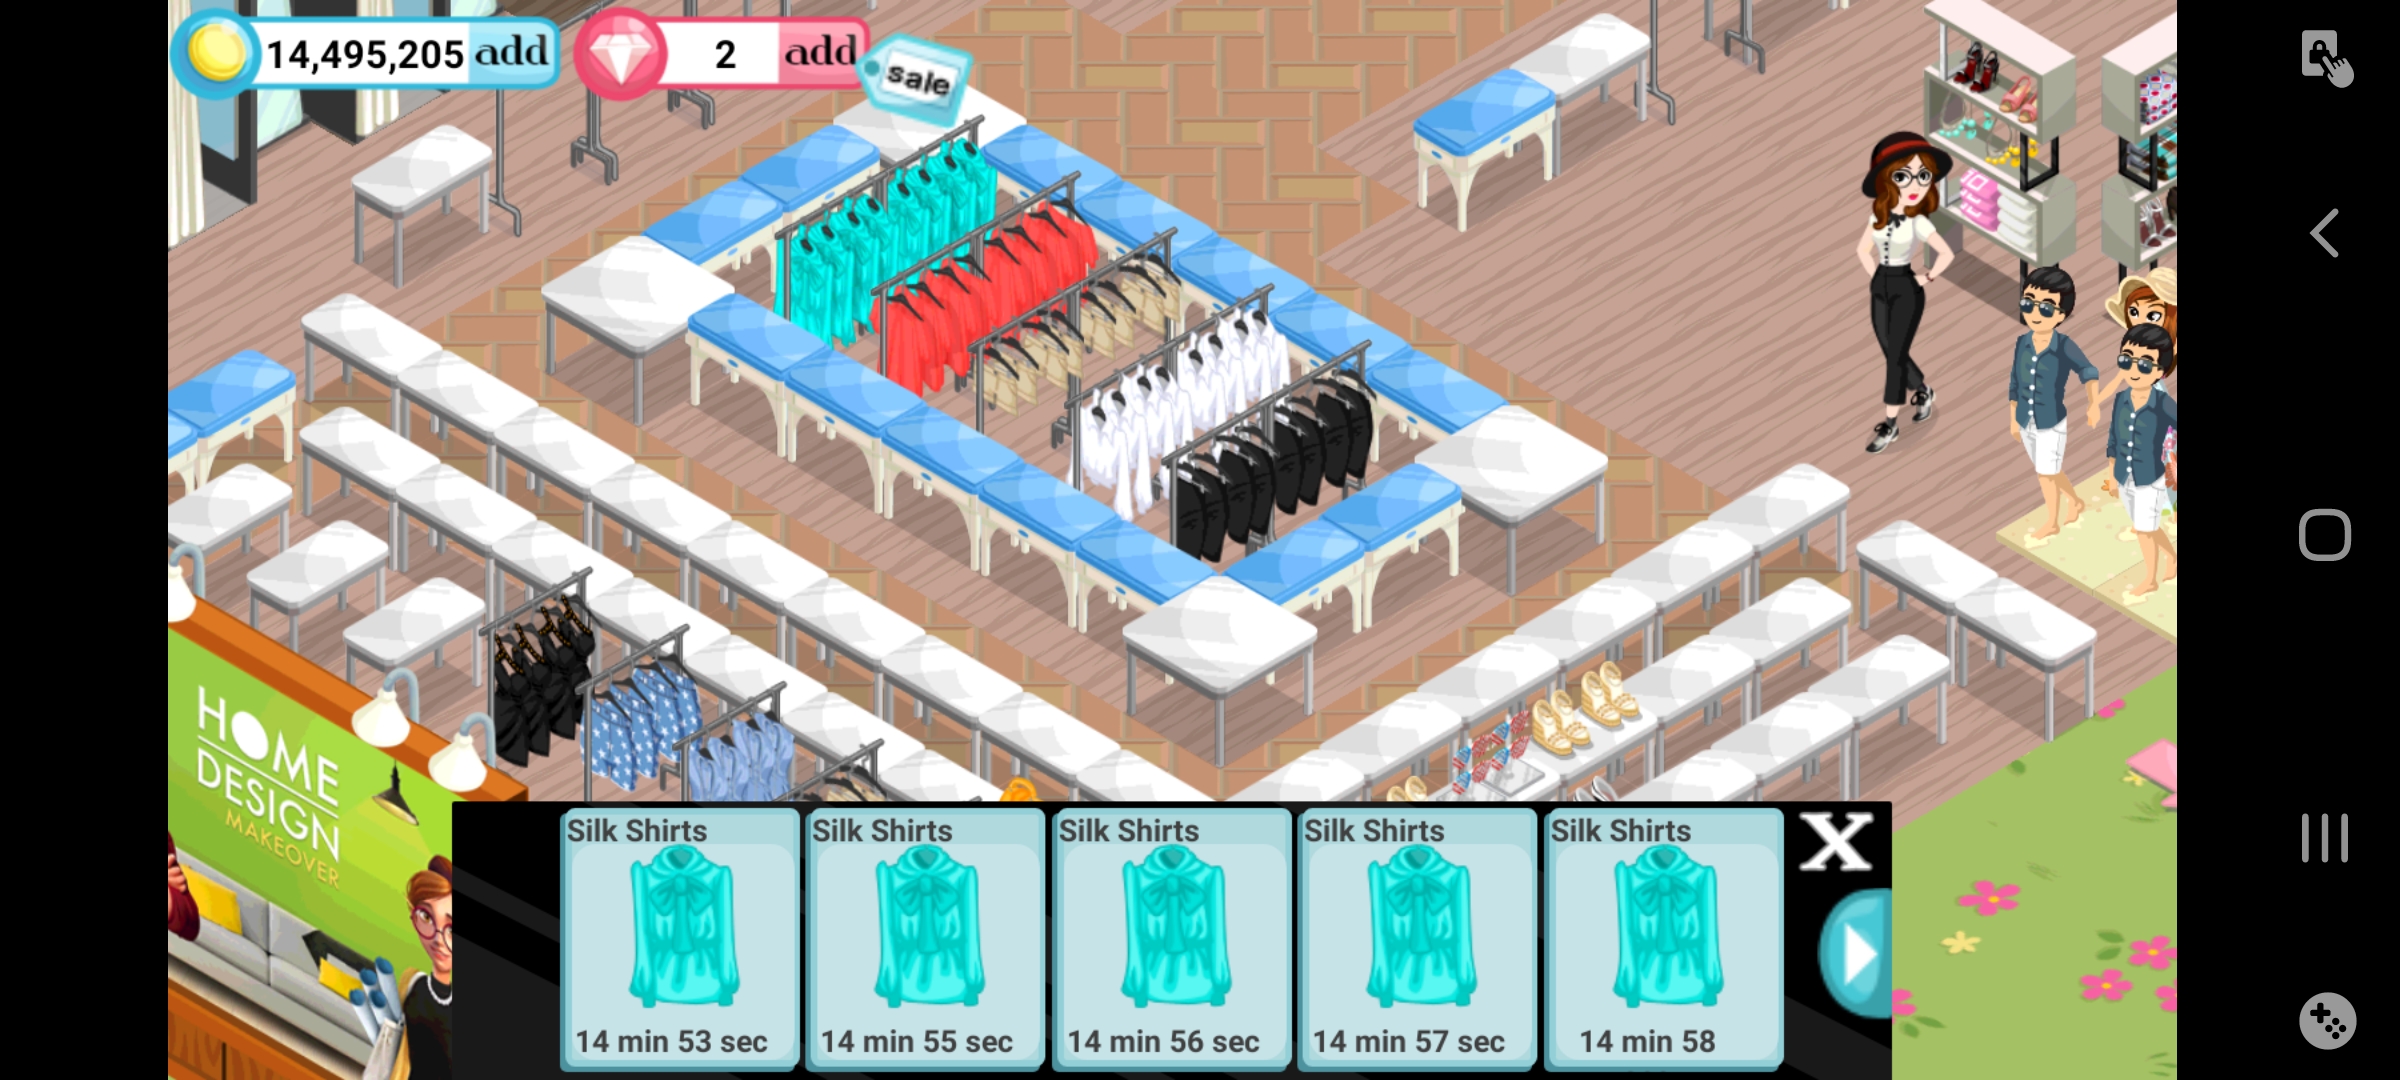 14,495,205 add
2 add
sale
HOME
DESIGN
MAKEOVER
Silk Shirts
14 min 53 sec
Silk Shirts
14 min 55 sec
Silk Shirts
14 min 56 sec
Silk Shirts
14 min 57 sec
Silk Shirts
14 min 58
X